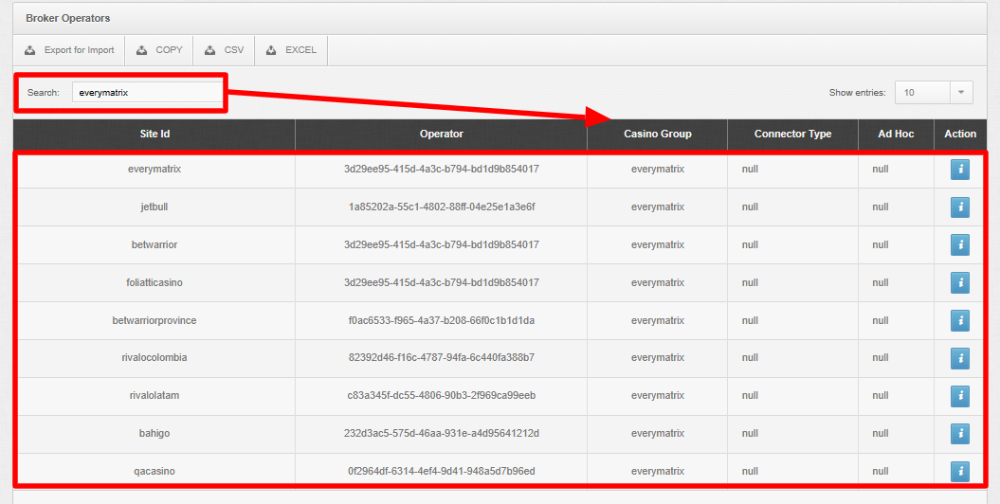 Broker Operators
Export for Import COPY CSV EXCEL
Search: everymatrix Show entries: 10
Site Id Operator Casino Group Connector Type Ad Hoc Action
everymatrix 3d29ee95-415d-4a3c-b794-bd1d9b854017 everymatrix null null
jetbull 1a85202a-55c1-4802-88ff-04e25e1a3e6f everymatrix null null
betwarrior 3d29ee95-415d-4a3c-b794-bd1d9b854017 everymatrix null null
foliatticasino 3d29ee95-415d-4a3c-b794-bd1d9b854017 everymatrix null null
betwarriorprovince f0ac6533-f965-4a37-b208-66f0c1b1d1da everymatrix null null
rivalocolombia 82392d46-f16c-4787-94fa-6c440fa388b7 everymatrix null null
rivalolatam c83a345f-dc55-4806-90b3-2f969ca99eeb everymatrix null null
bahigo 232d3ac5-575d-46aa-931e-a4d95641212d everymatrix null null
qacasino 0f2964df-6314-4ef4-9d41-948a5d7b96ed everymatrix null null